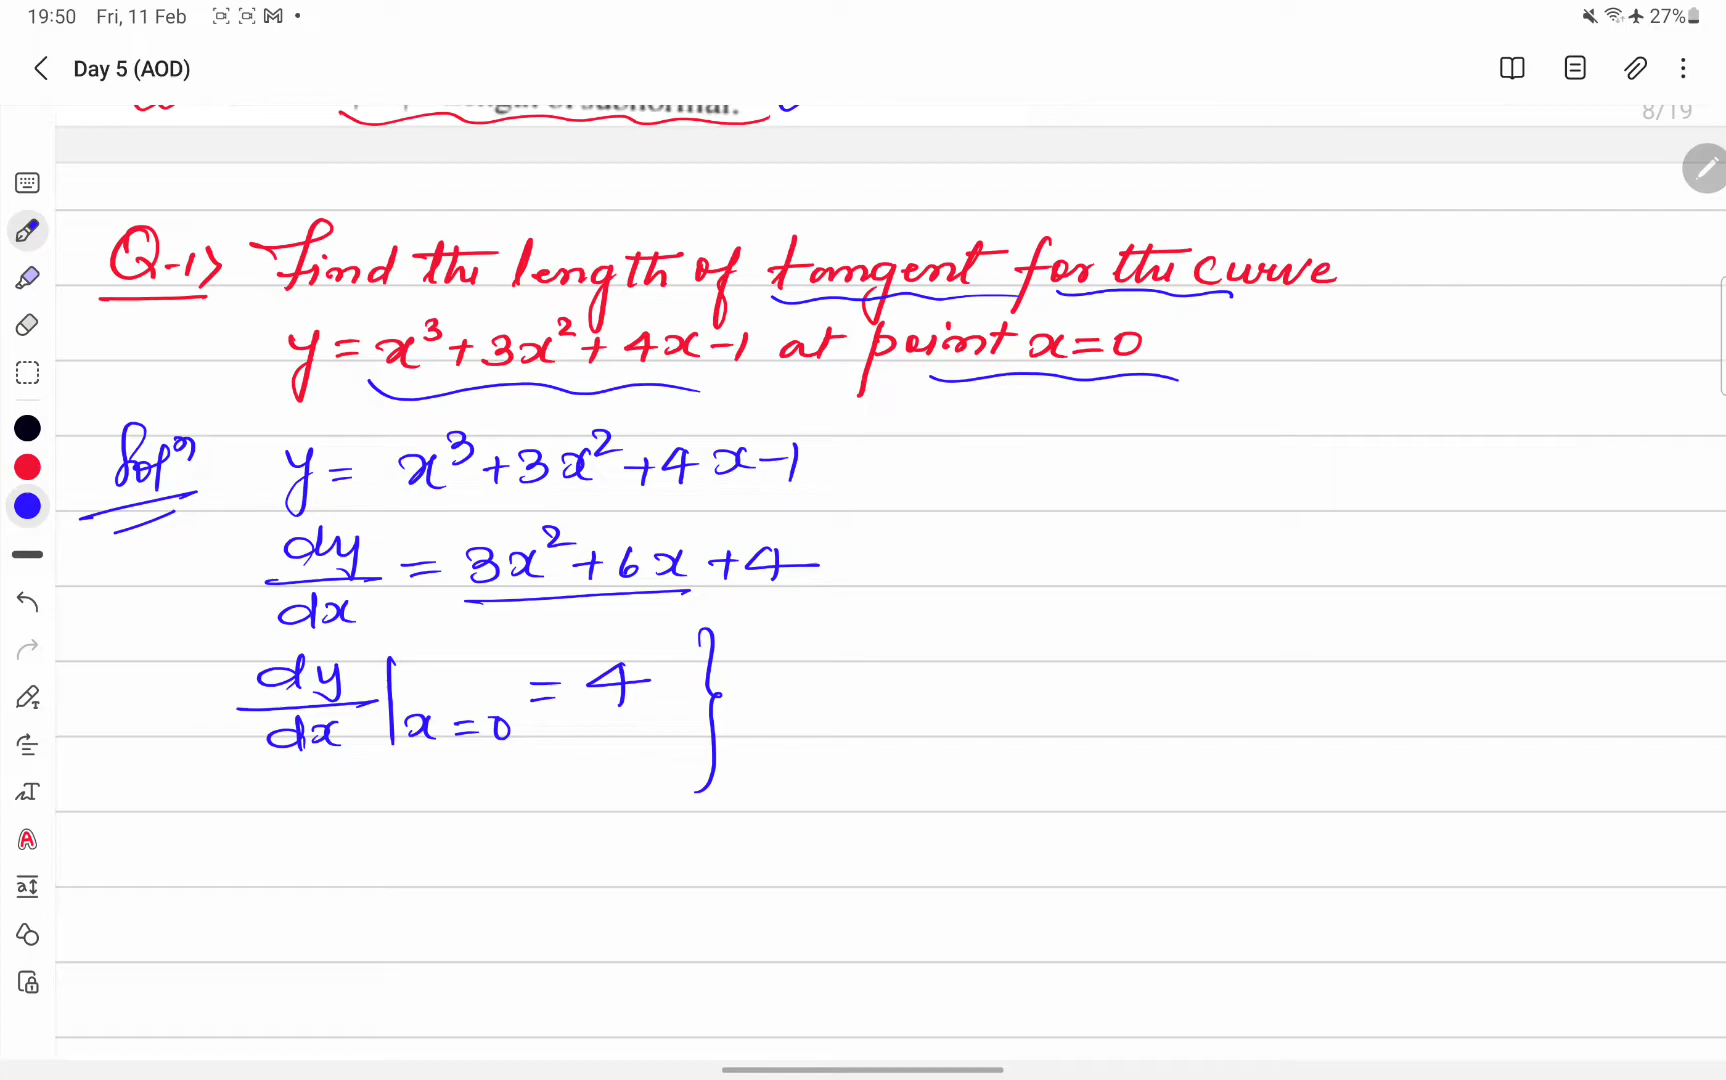 19:50 Fri, 11 Feb 27%
Day 5 (AOD)
of subnormal.
8/19
Q-1> Find the length of tangent for the curve
y = x³+3x²+4x-1 at point x=0
y = x³+3x²+4x-1
dy/dx = 3x²+6x+4
dy/dx | x=0 = 4 }